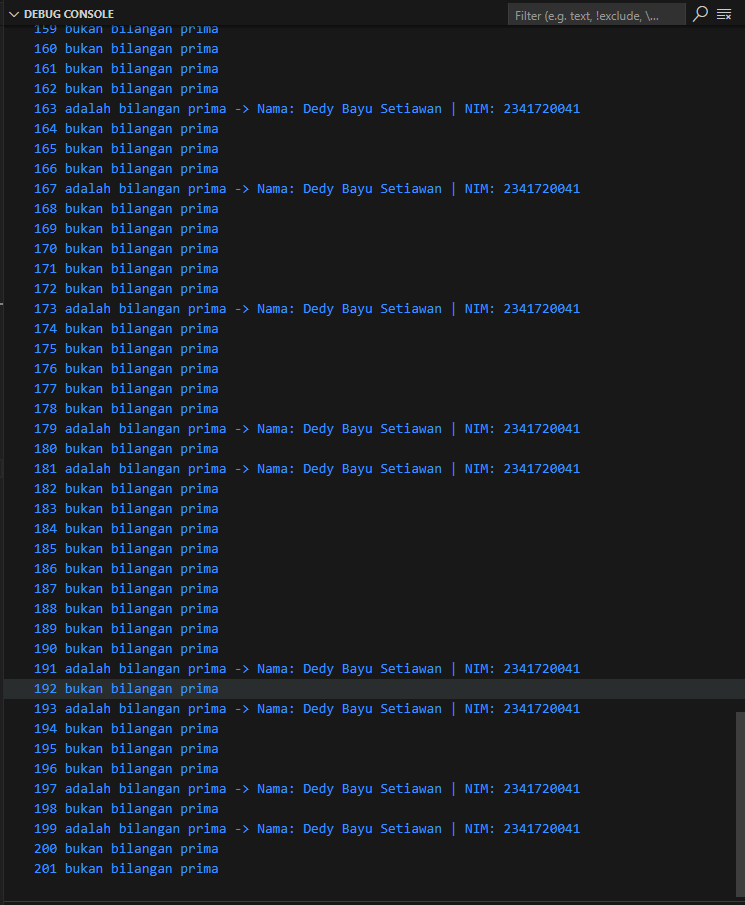 DEBUG CONSOLE
Filter (e.g. text, !exclude, \...
159 bukan bilangan prima
160 bukan bilangan prima
161 bukan bilangan prima
162 bukan bilangan prima
163 adalah bilangan prima -> Nama: Dedy Bayu Setiawan | NIM: 2341720041
164 bukan bilangan prima
165 bukan bilangan prima
166 bukan bilangan prima
167 adalah bilangan prima -> Nama: Dedy Bayu Setiawan | NIM: 2341720041
168 bukan bilangan prima
169 bukan bilangan prima
170 bukan bilangan prima
171 bukan bilangan prima
172 bukan bilangan prima
173 adalah bilangan prima -> Nama: Dedy Bayu Setiawan | NIM: 2341720041
174 bukan bilangan prima
175 bukan bilangan prima
176 bukan bilangan prima
177 bukan bilangan prima
178 bukan bilangan prima
179 adalah bilangan prima -> Nama: Dedy Bayu Setiawan | NIM: 2341720041
180 bukan bilangan prima
181 adalah bilangan prima -> Nama: Dedy Bayu Setiawan | NIM: 2341720041
182 bukan bilangan prima
183 bukan bilangan prima
184 bukan bilangan prima
185 bukan bilangan prima
186 bukan bilangan prima
187 bukan bilangan prima
188 bukan bilangan prima
189 bukan bilangan prima
190 bukan bilangan prima
191 adalah bilangan prima -> Nama: Dedy Bayu Setiawan | NIM: 2341720041
192 bukan bilangan prima
193 adalah bilangan prima -> Nama: Dedy Bayu Setiawan | NIM: 2341720041
194 bukan bilangan prima
195 bukan bilangan prima
196 bukan bilangan prima
197 adalah bilangan prima -> Nama: Dedy Bayu Setiawan | NIM: 2341720041
198 bukan bilangan prima
199 adalah bilangan prima -> Nama: Dedy Bayu Setiawan | NIM: 2341720041
200 bukan bilangan prima
201 bukan bilangan prima